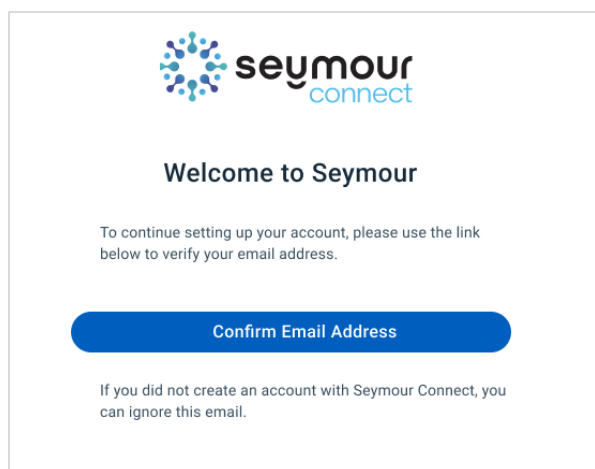 seymour
connect
Welcome to Seymour
To continue setting up your account, please use the link
below to verify your email address.
Confirm Email Address
If you did not create an account with Seymour Connect, you
can ignore this email.